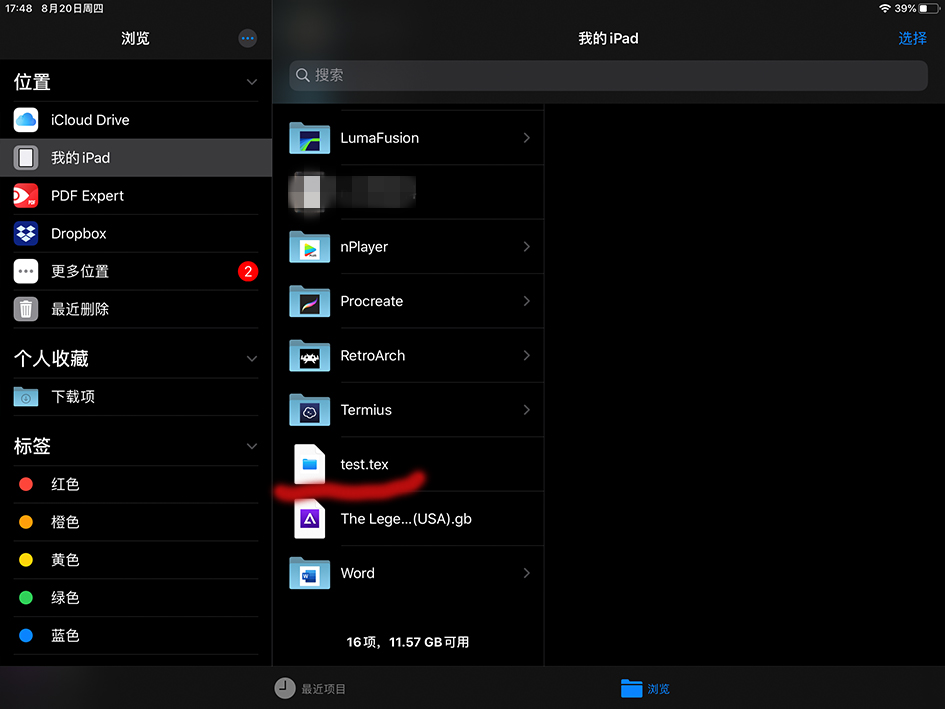 17:48 8月20日周四
39%
浏览
位置
iCloud Drive
我的 iPad
PDF Expert
Dropbox
更多位置
2
最近删除
个人收藏
下载项
标签
红色
橙色
黄色
绿色
蓝色
我的 iPad
选择
搜索
LumaFusion
nPlayer
Procreate
RetroArch
Termius
test.tex
The Lege...(USA).gb
Word
16项，11.57 GB可用
最近项目
浏览